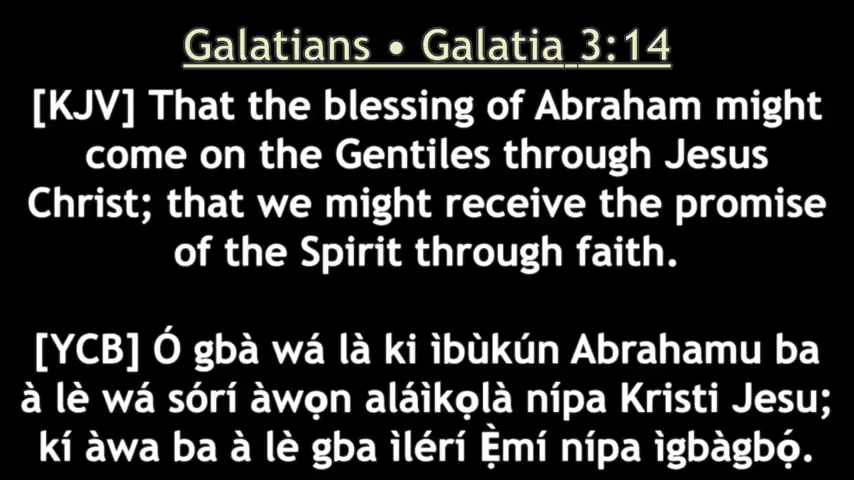 Galatians • Galatia 3:14
[KJV] That the blessing of Abraham might
come on the Gentiles through Jesus
Christ; that we might receive the promise
of the Spirit through faith.
[YCB] Ó gbà wá là ki ìbùkún Abrahamu ba
à lè wá sórí àwọn aláìkọlà nípa Kristi Jesu;
kí àwa ba à lè gba ìlérí Ẹ̀mí nípa ìgbàgbọ́.